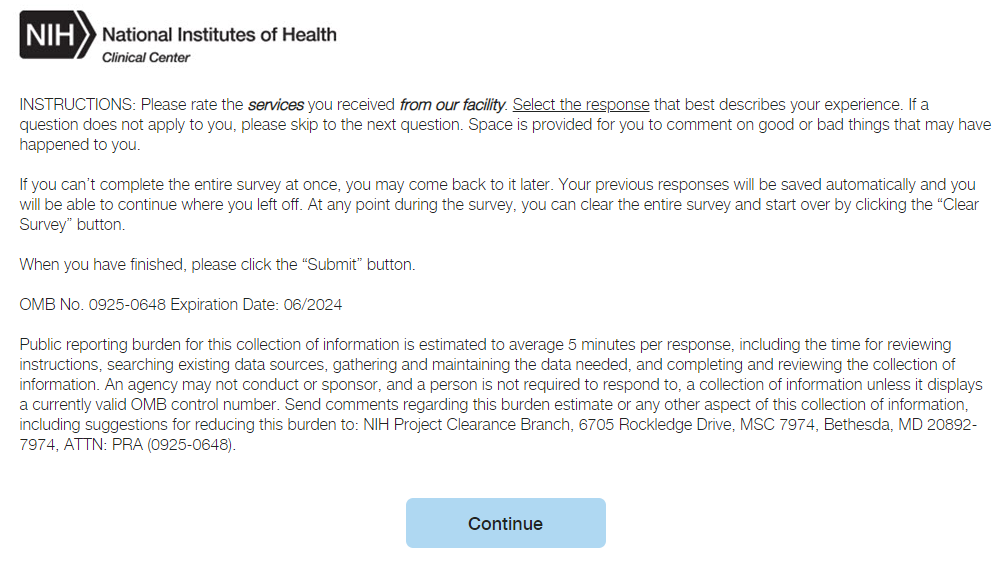 NIH National Institutes of Health
Clinical Center
INSTRUCTIONS: Please rate the services you received from our facility. Select the response that best describes your experience. If a
question does not apply to you, please skip to the next question. Space is provided for you to comment on good or bad things that may have
happened to you.
If you can’t complete the entire survey at once, you may come back to it later. Your previous responses will be saved automatically and you
will be able to continue where you left off. At any point during the survey, you can clear the entire survey and start over by clicking the “Clear
Survey” button.
When you have finished, please click the “Submit” button.
OMB No. 0925-0648 Expiration Date: 06/2024
Public reporting burden for this collection of information is estimated to average 5 minutes per response, including the time for reviewing
instructions, searching existing data sources, gathering and maintaining the data needed, and completing and reviewing the collection of
information. An agency may not conduct or sponsor, and a person is not required to respond to, a collection of information unless it displays
a currently valid OMB control number. Send comments regarding this burden estimate or any other aspect of this collection of information,
including suggestions for reducing this burden to: NIH Project Clearance Branch, 6705 Rockledge Drive, MSC 7974, Bethesda, MD 20892-
7974, ATTN: PRA (0925-0648).
Continue